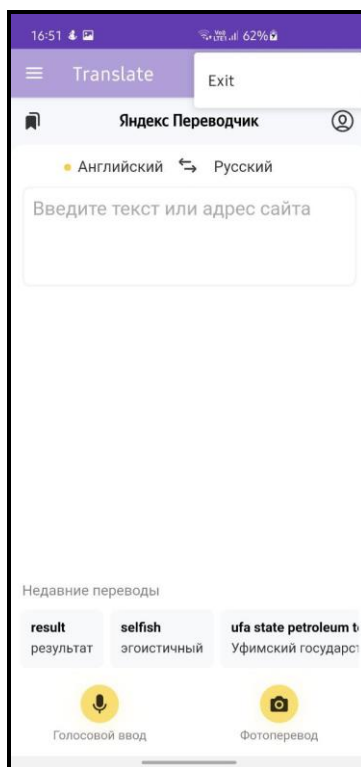 16:51 62%
Translate
Exit
Яндекс Переводчик
Английский Русский
Введите текст или адрес сайта
Недавние переводы
result selfish ufa state petroleum t
результат эгоистичный Уфимский государст
Голосовой ввод Фотоперевод